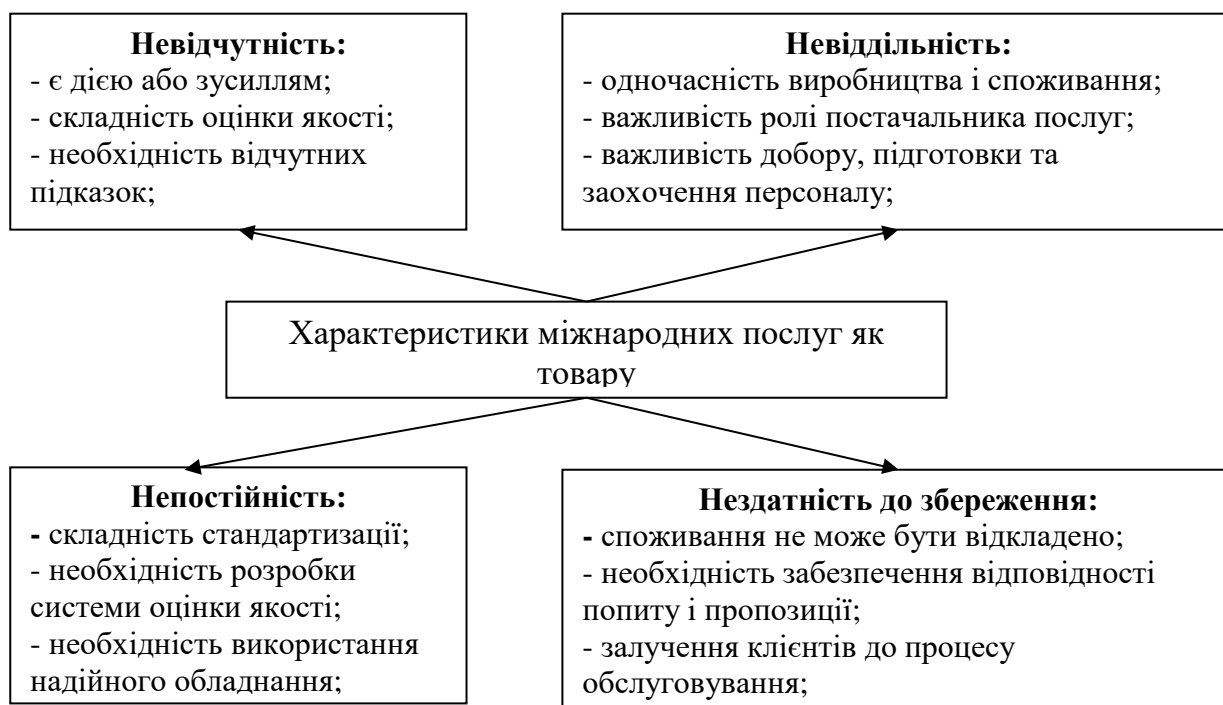 Невідчутність:
- є дією або зусиллям;
- складність оцінки якості;
- необхідність відчутних
підказок;
Невіддільність:
- одночасність виробництва і споживання;
- важливість ролі постачальника послуг;
- важливість добору, підготовки та
заохочення персоналу;
Характеристики міжнародних послуг як
товару
Непостійність:
- складність стандартизації;
- необхідність розробки
системи оцінки якості;
- необхідність використання
надійного обладнання;
Нездатність до збереження:
- споживання не може бути відкладено;
- необхідність забезпечення відповідності
попиту і пропозиції;
- залучення клієнтів до процесу
обслуговування;